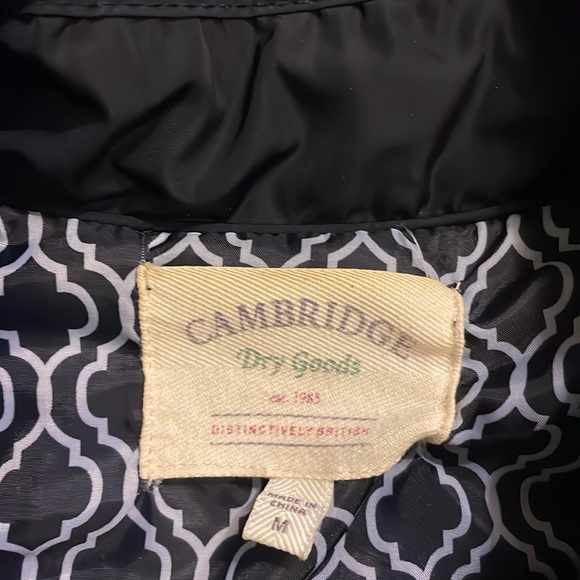 CAMBRIDGE
Dry Goods
est. 1985
DISTINCTIVELY BRITISH
MADE IN
CHINA
M